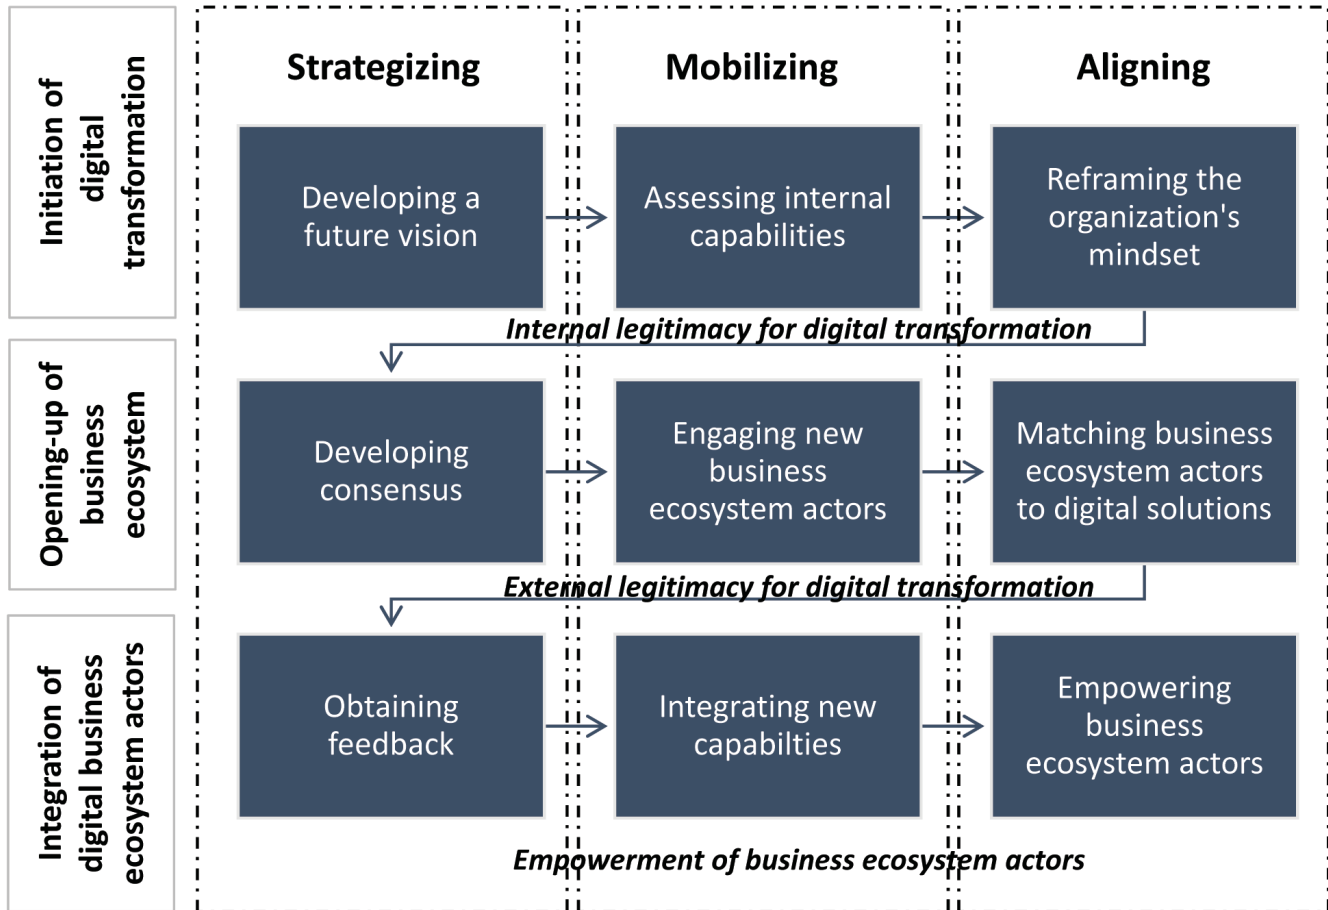 Strategizing
Mobilizing
Aligning
Initiation of
digital
transformation
Developing a
future vision
Assessing internal
capabilities
Reframing the
organization's
mindset
Internal legitimacy for digital transformation
Opening-up of
business
ecosystem
Developing
consensus
Engaging new
business
ecosystem actors
Matching business
ecosystem actors
to digital solutions
External legitimacy for digital transformation
Integration of
digital business
ecosystem actors
Obtaining
feedback
Integrating new
capabilties
Empowering
business
ecosystem actors
Empowerment of business ecosystem actors